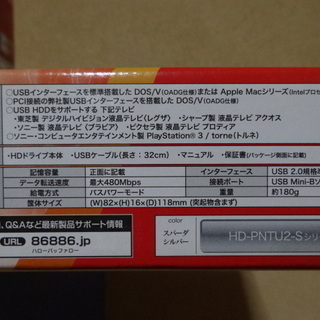 ○USBインターフェースを標準搭載した DOS/V(OADG仕様)または Apple Macシリーズ(Intelプロセ
○PCI接続の弊社製USBインターフェースを搭載した DOS/V(OADG仕様)
○USB HDDをサポートする 下記テレビ
・東芝製 デジタルハイビジョン液晶テレビ(レグザ) ・シャープ製 液晶テレビ アクオス
・ソニー製 液晶テレビ(ブラビア) ・ピクセラ製 液晶テレビ プロディア
○ソニー・コンピュータエンタテインメント製 PlayStation 3 / torne(トルネ)
・HDドライブ本体 ・USBケーブル(長さ:32cm) ・マニュアル ・保証書(パッケージ側面に記載)
記憶容量 正面に記載 インターフェース USB 2.0規格
データ転送速度 最大480Mbps 接続ポート USB Mini-B
給電方式 バスパワーモード 重量 約180g
筐体サイズ (W)82×(H)16×(D)118mm (突起物含まず)
Q&Aなど最新製品サポート情報
URL 86886.jp
ハローバッファロー
color
スパーダ
シルバー
HD-PNTU2-Sシリ